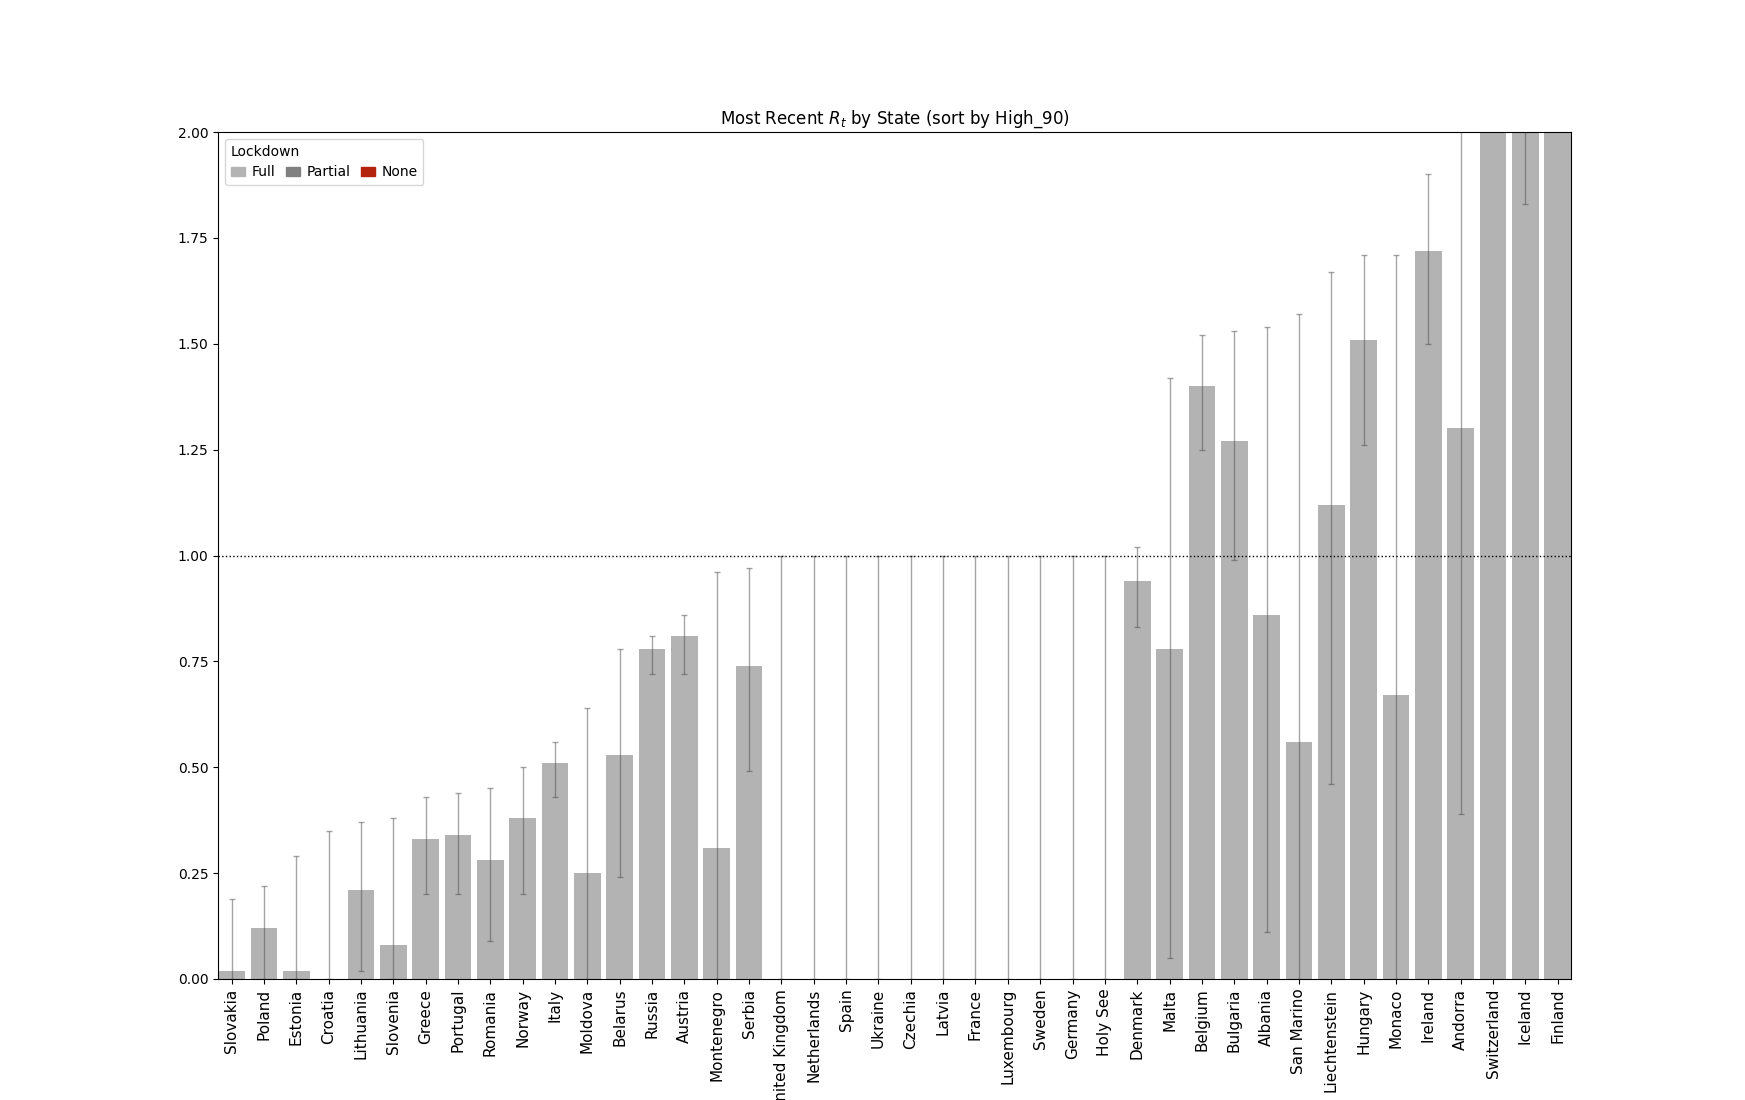 Most Recent R_t by State (sort by High_90)
Lockdown
Full Partial None
2.00
1.75
1.50
1.25
1.00
0.75
0.50
0.25
0.00
Slovakia
Poland
Estonia
Croatia
Lithuania
Slovenia
Greece
Portugal
Romania
Norway
Italy
Moldova
Belarus
Russia
Austria
Montenegro
Serbia
nited Kingdom
Netherlands
Spain
Ukraine
Czechia
Latvia
France
Luxembourg
Sweden
Germany
Holy See
Denmark
Malta
Belgium
Bulgaria
Albania
San Marino
Liechtenstein
Hungary
Monaco
Ireland
Andorra
Switzerland
Iceland
Finland